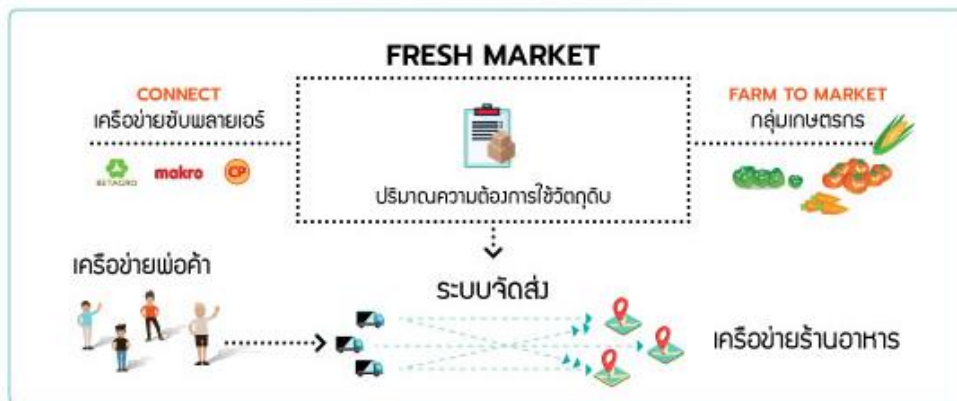 FRESH MARKET
CONNECT
เครือข่ายซับพลายเออร์
BETAGRO makro CP
ปริมาณความต้องการใช้วัตถุดิบ
FARM TO MARKET
กลุ่มเกษตรกร
เครือข่ายพ่อค้า
ระบบจัดส่ง
เครือข่ายร้านอาหาร